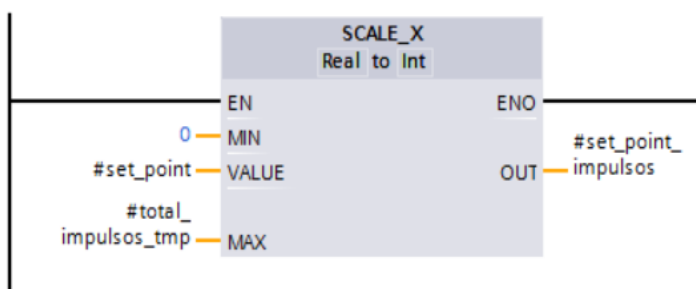 SCALE_X
Real to Int
EN
ENO
0
MIN
#set_point
VALUE
OUT
#set_point_
impulsos
#total_
impulsos_tmp
MAX